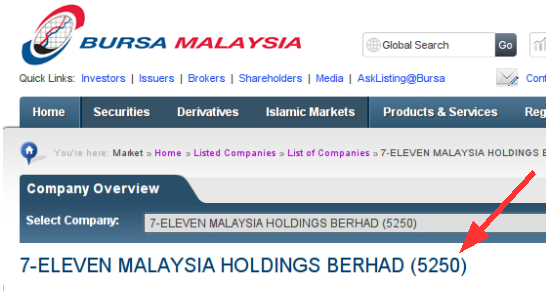 BURSA MALAYSIA
Global Search Go
Quick Links: Investors | Issuers | Brokers | Shareholders | Media | AskListing@Bursa Cont
Home Securities Derivatives Islamic Markets Products & Services Reg
You're here: Market » Home » Listed Companies » List of Companies » 7-ELEVEN MALAYSIA HOLDINGS B
Company Overview
Select Company: 7-ELEVEN MALAYSIA HOLDINGS BERHAD (5250)
7-ELEVEN MALAYSIA HOLDINGS BERHAD (5250)